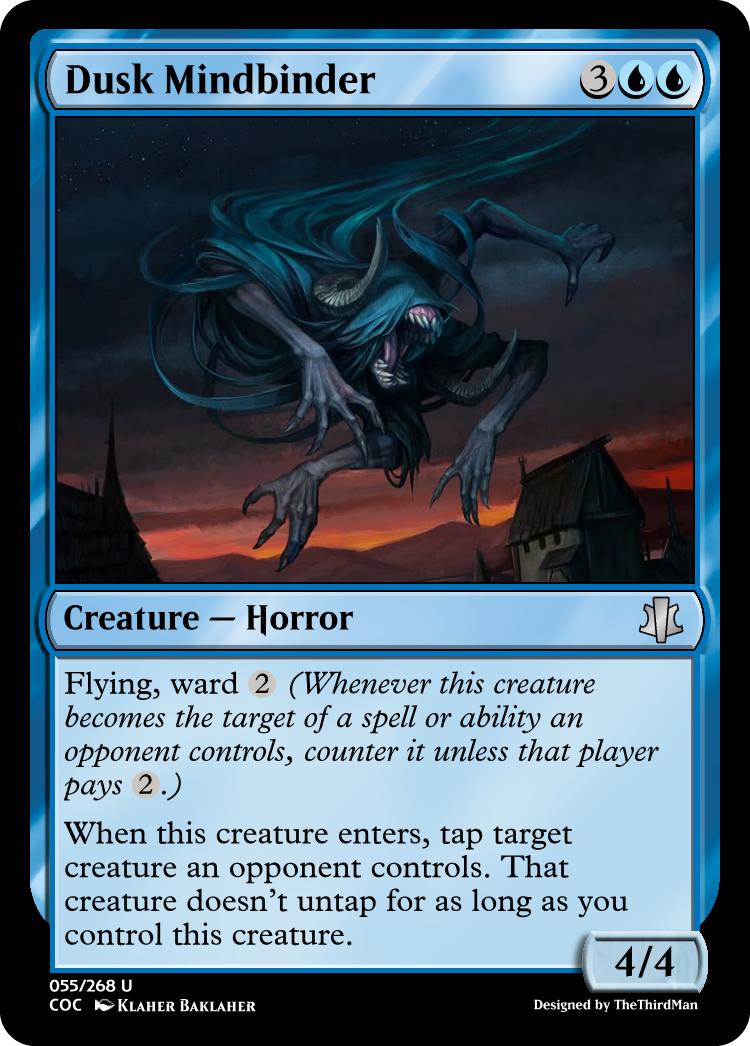 Dusk Mindbinder 3
Creature — Horror
Flying, ward 2 (Whenever this creature
becomes the target of a spell or ability an
opponent controls, counter it unless that player
pays 2.)
When this creature enters, tap target
creature an opponent controls. That
creature doesn't untap for as long as you
control this creature.
4/4
055/268 U
COC Klaher Baklaher
Designed by TheThirdMan